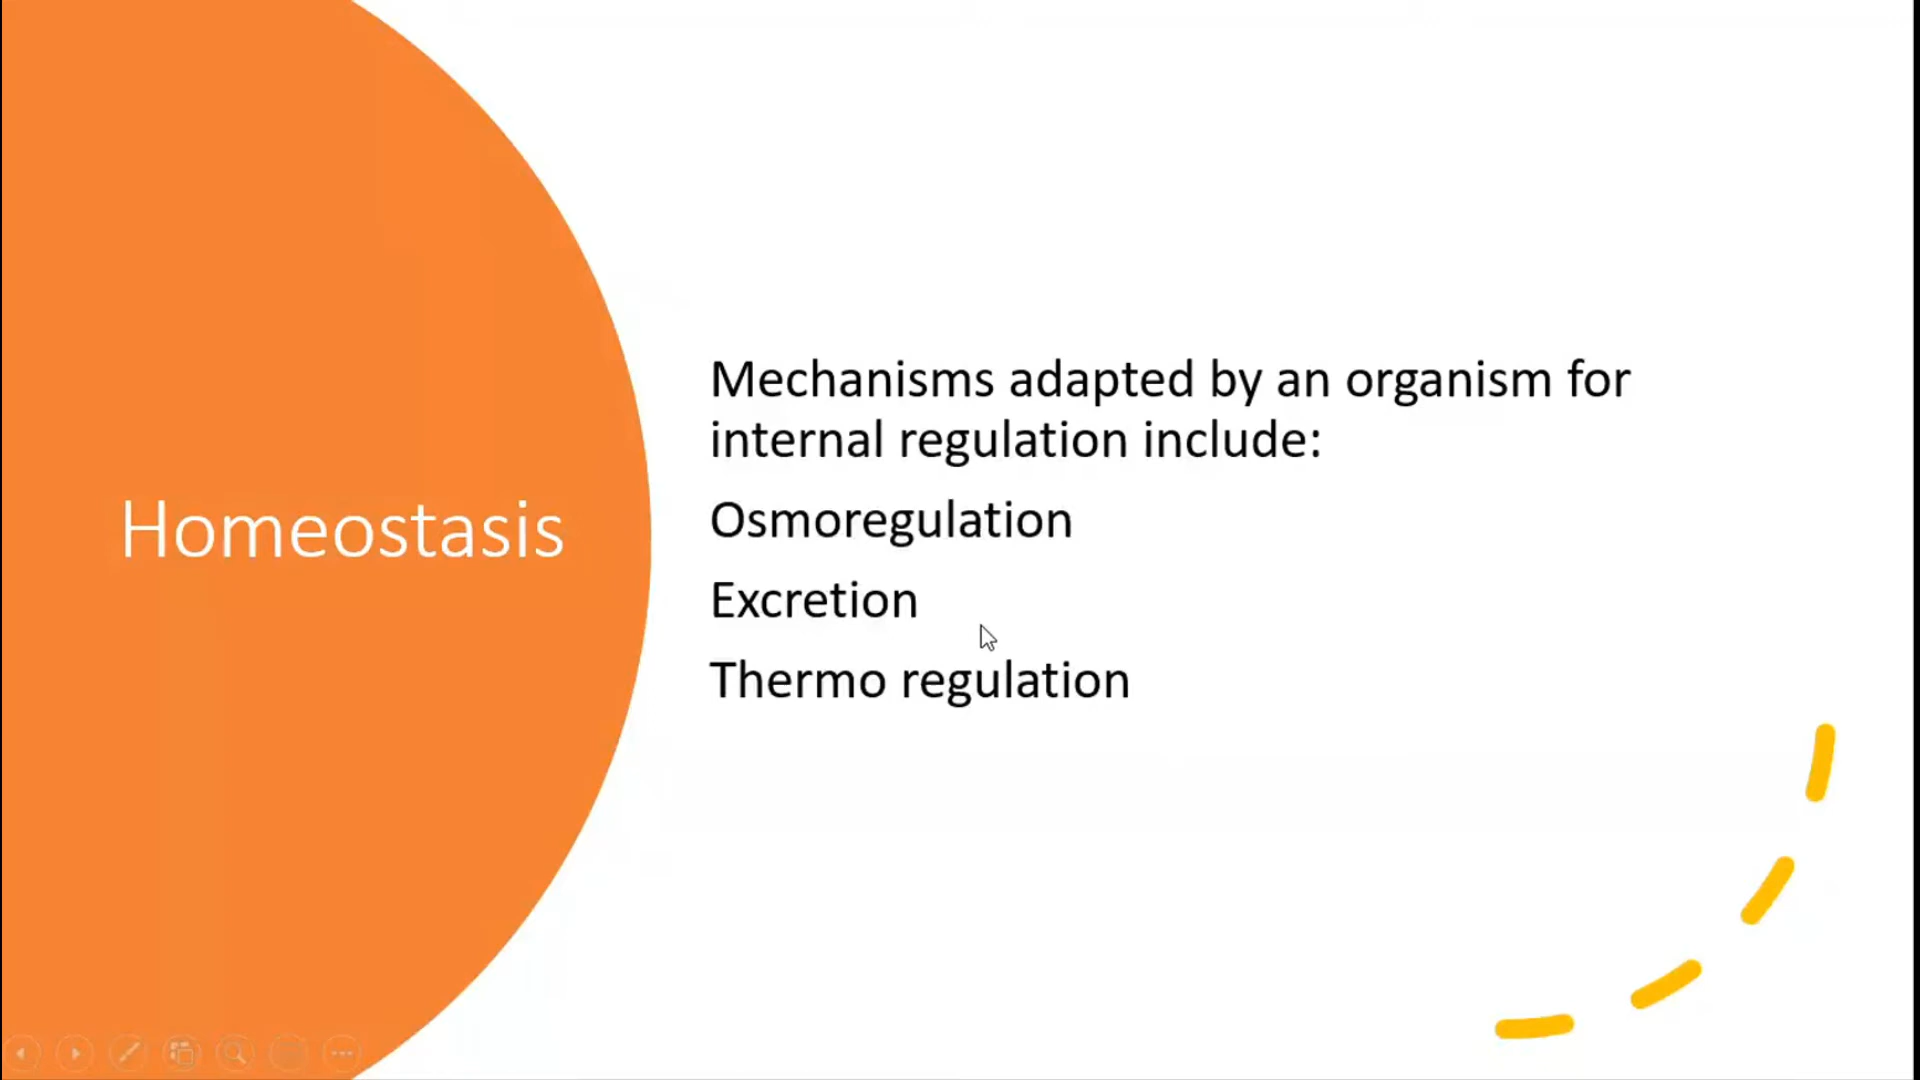 Homeostasis
Mechanisms adapted by an organism for
internal regulation include:
Osmoregulation
Excretion
Thermo regulation